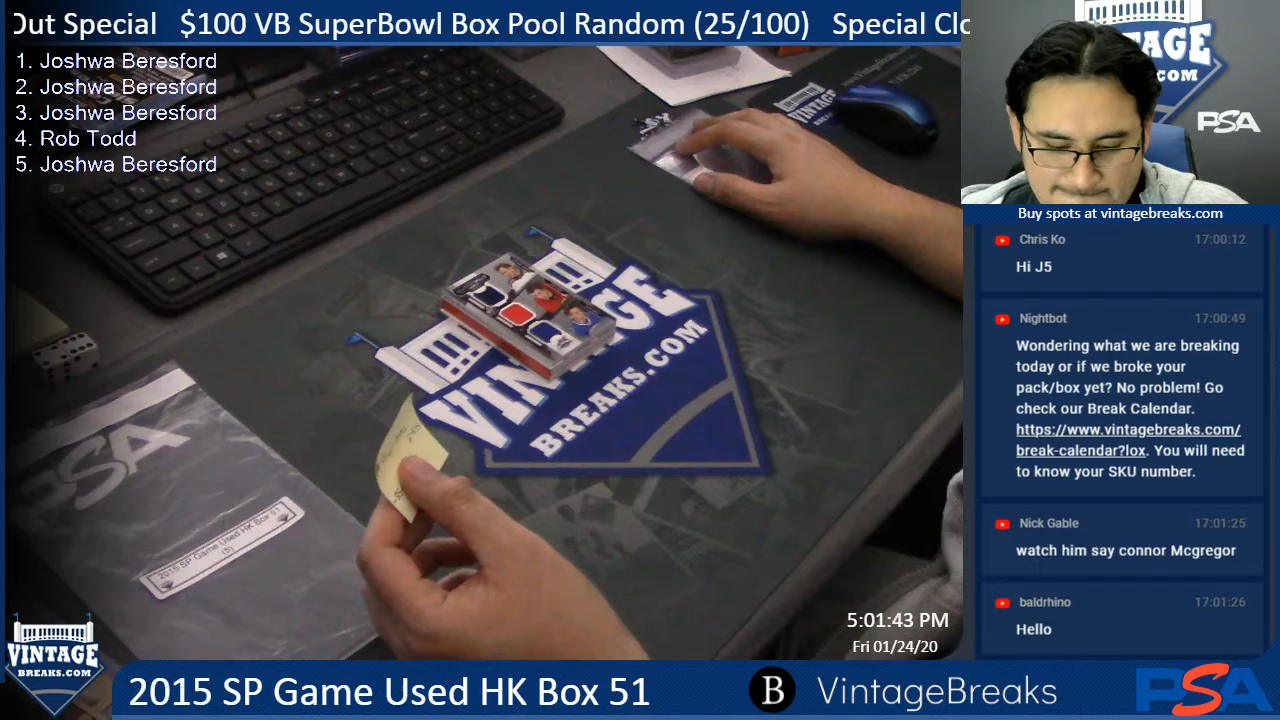 Out Special $100 VB SuperBowl Box Pool Random (25/100) Special Clo
1. Joshwa Beresford
2. Joshwa Beresford
3. Joshwa Beresford
4. Rob Todd
5. Joshwa Beresford
VINTAGE
AGE
.COM
PSA
Buy spots at vintagebreaks.com
Chris Ko 17:00:12
Hi J5
Nightbot 17:00:49
Wondering what we are breaking
today or if we broke your
pack/box yet? No problem! Go
check our Break Calendar.
https://www.vintagebreaks.com/
break-calendar?lox. You will need
to know your SKU number.
Nick Gable 17:01:25
watch him say connor Mcgregor
baldrhino 17:01:26
Hello
VINTAGE
BREAKS.COM
PSA
2015 SP Game Used HK Box 51
(5)
5:01:43 PM
Fri 01/24/20
VINTAGE
BREAKS.COM
2015 SP Game Used HK Box 51
B VintageBreaks
PSA